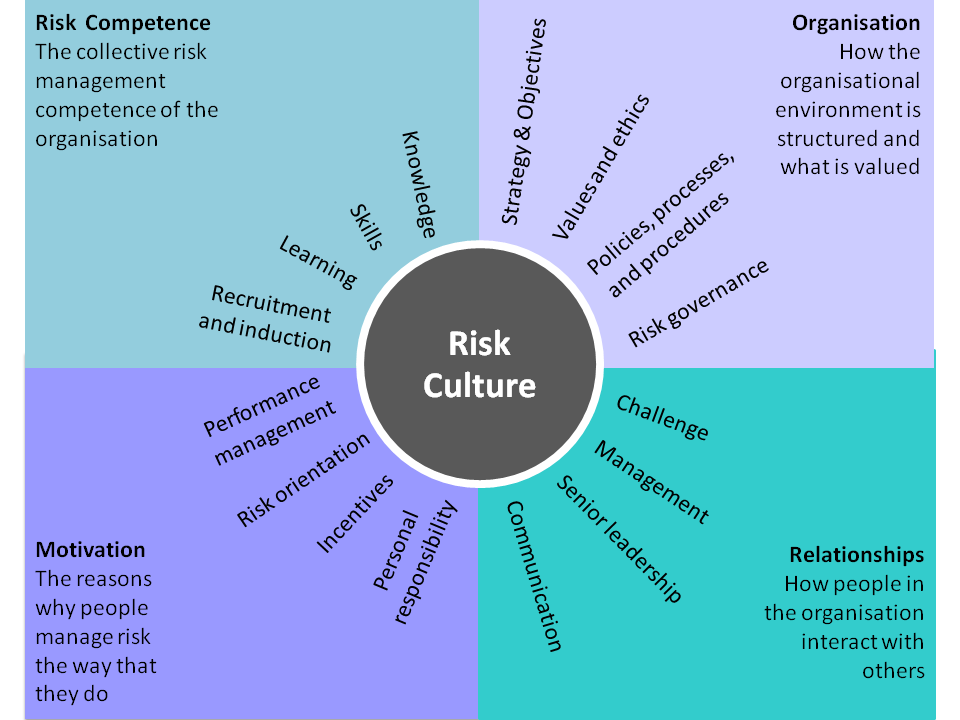 Risk Competence
The collective risk
management
competence of the
organisation
Knowledge
Skills
Learning
Recruitment
and induction
Organisation
How the
organisational
environment is
structured and
what is valued
Strategy & Objectives
Values and ethics
Policies, processes,
and procedures
Risk governance
Risk
Culture
Motivation
The reasons
why people
manage risk
the way that
they do
Performance
management
Risk orientation
Incentives
Personal
responsibility
Relationships
How people in
the organisation
interact with
others
Challenge
Management
Senior leadership
Communication